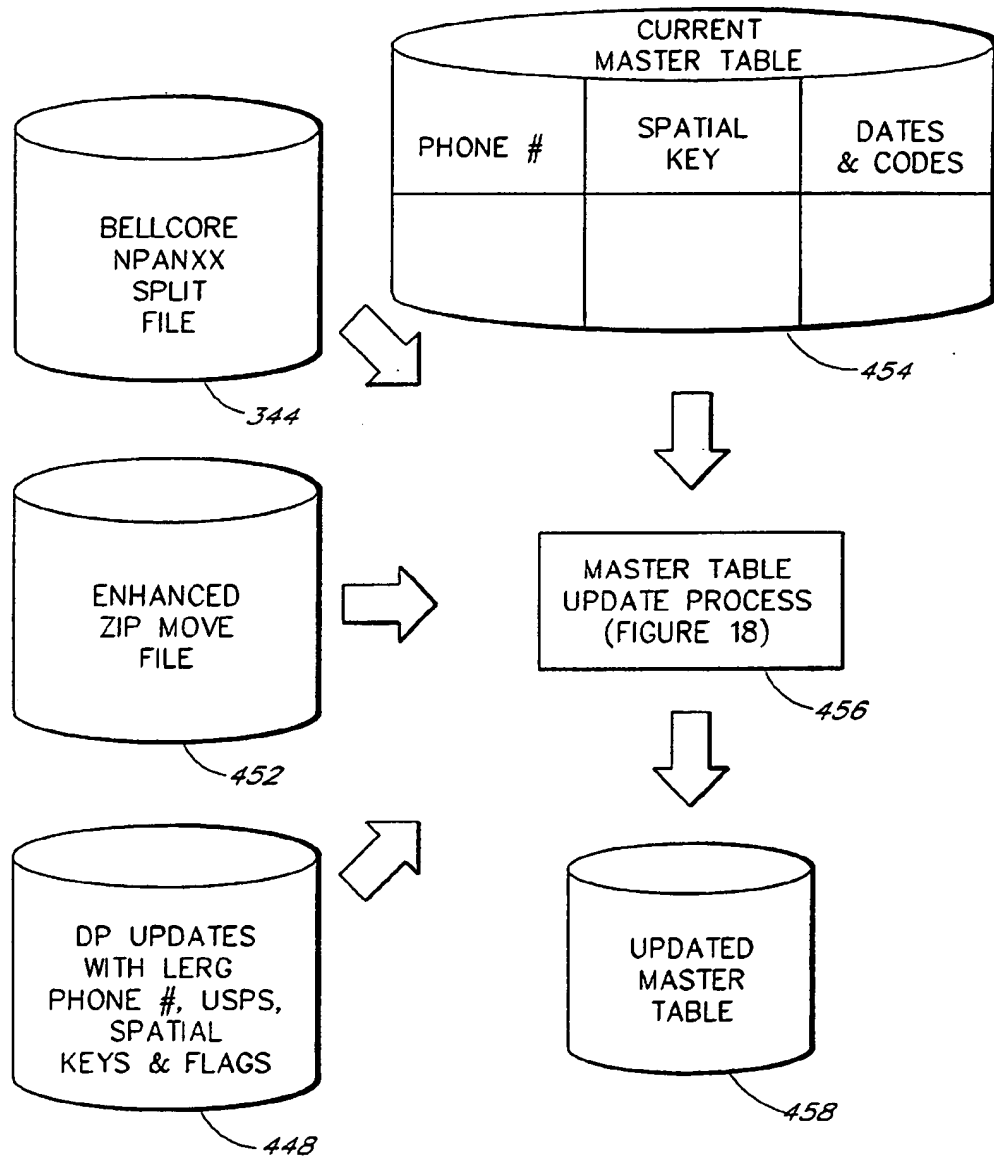 CURRENT
MASTER TABLE
PHONE #
SPATIAL
KEY
DATES
& CODES
454
BELLCORE
NPANXX
SPLIT
FILE
344
ENHANCED
ZIP MOVE
FILE
452
MASTER TABLE
UPDATE PROCESS
(FIGURE 18)
456
DP UPDATES
WITH LERG
PHONE #, USPS,
SPATIAL
KEYS & FLAGS
448
UPDATED
MASTER
TABLE
458